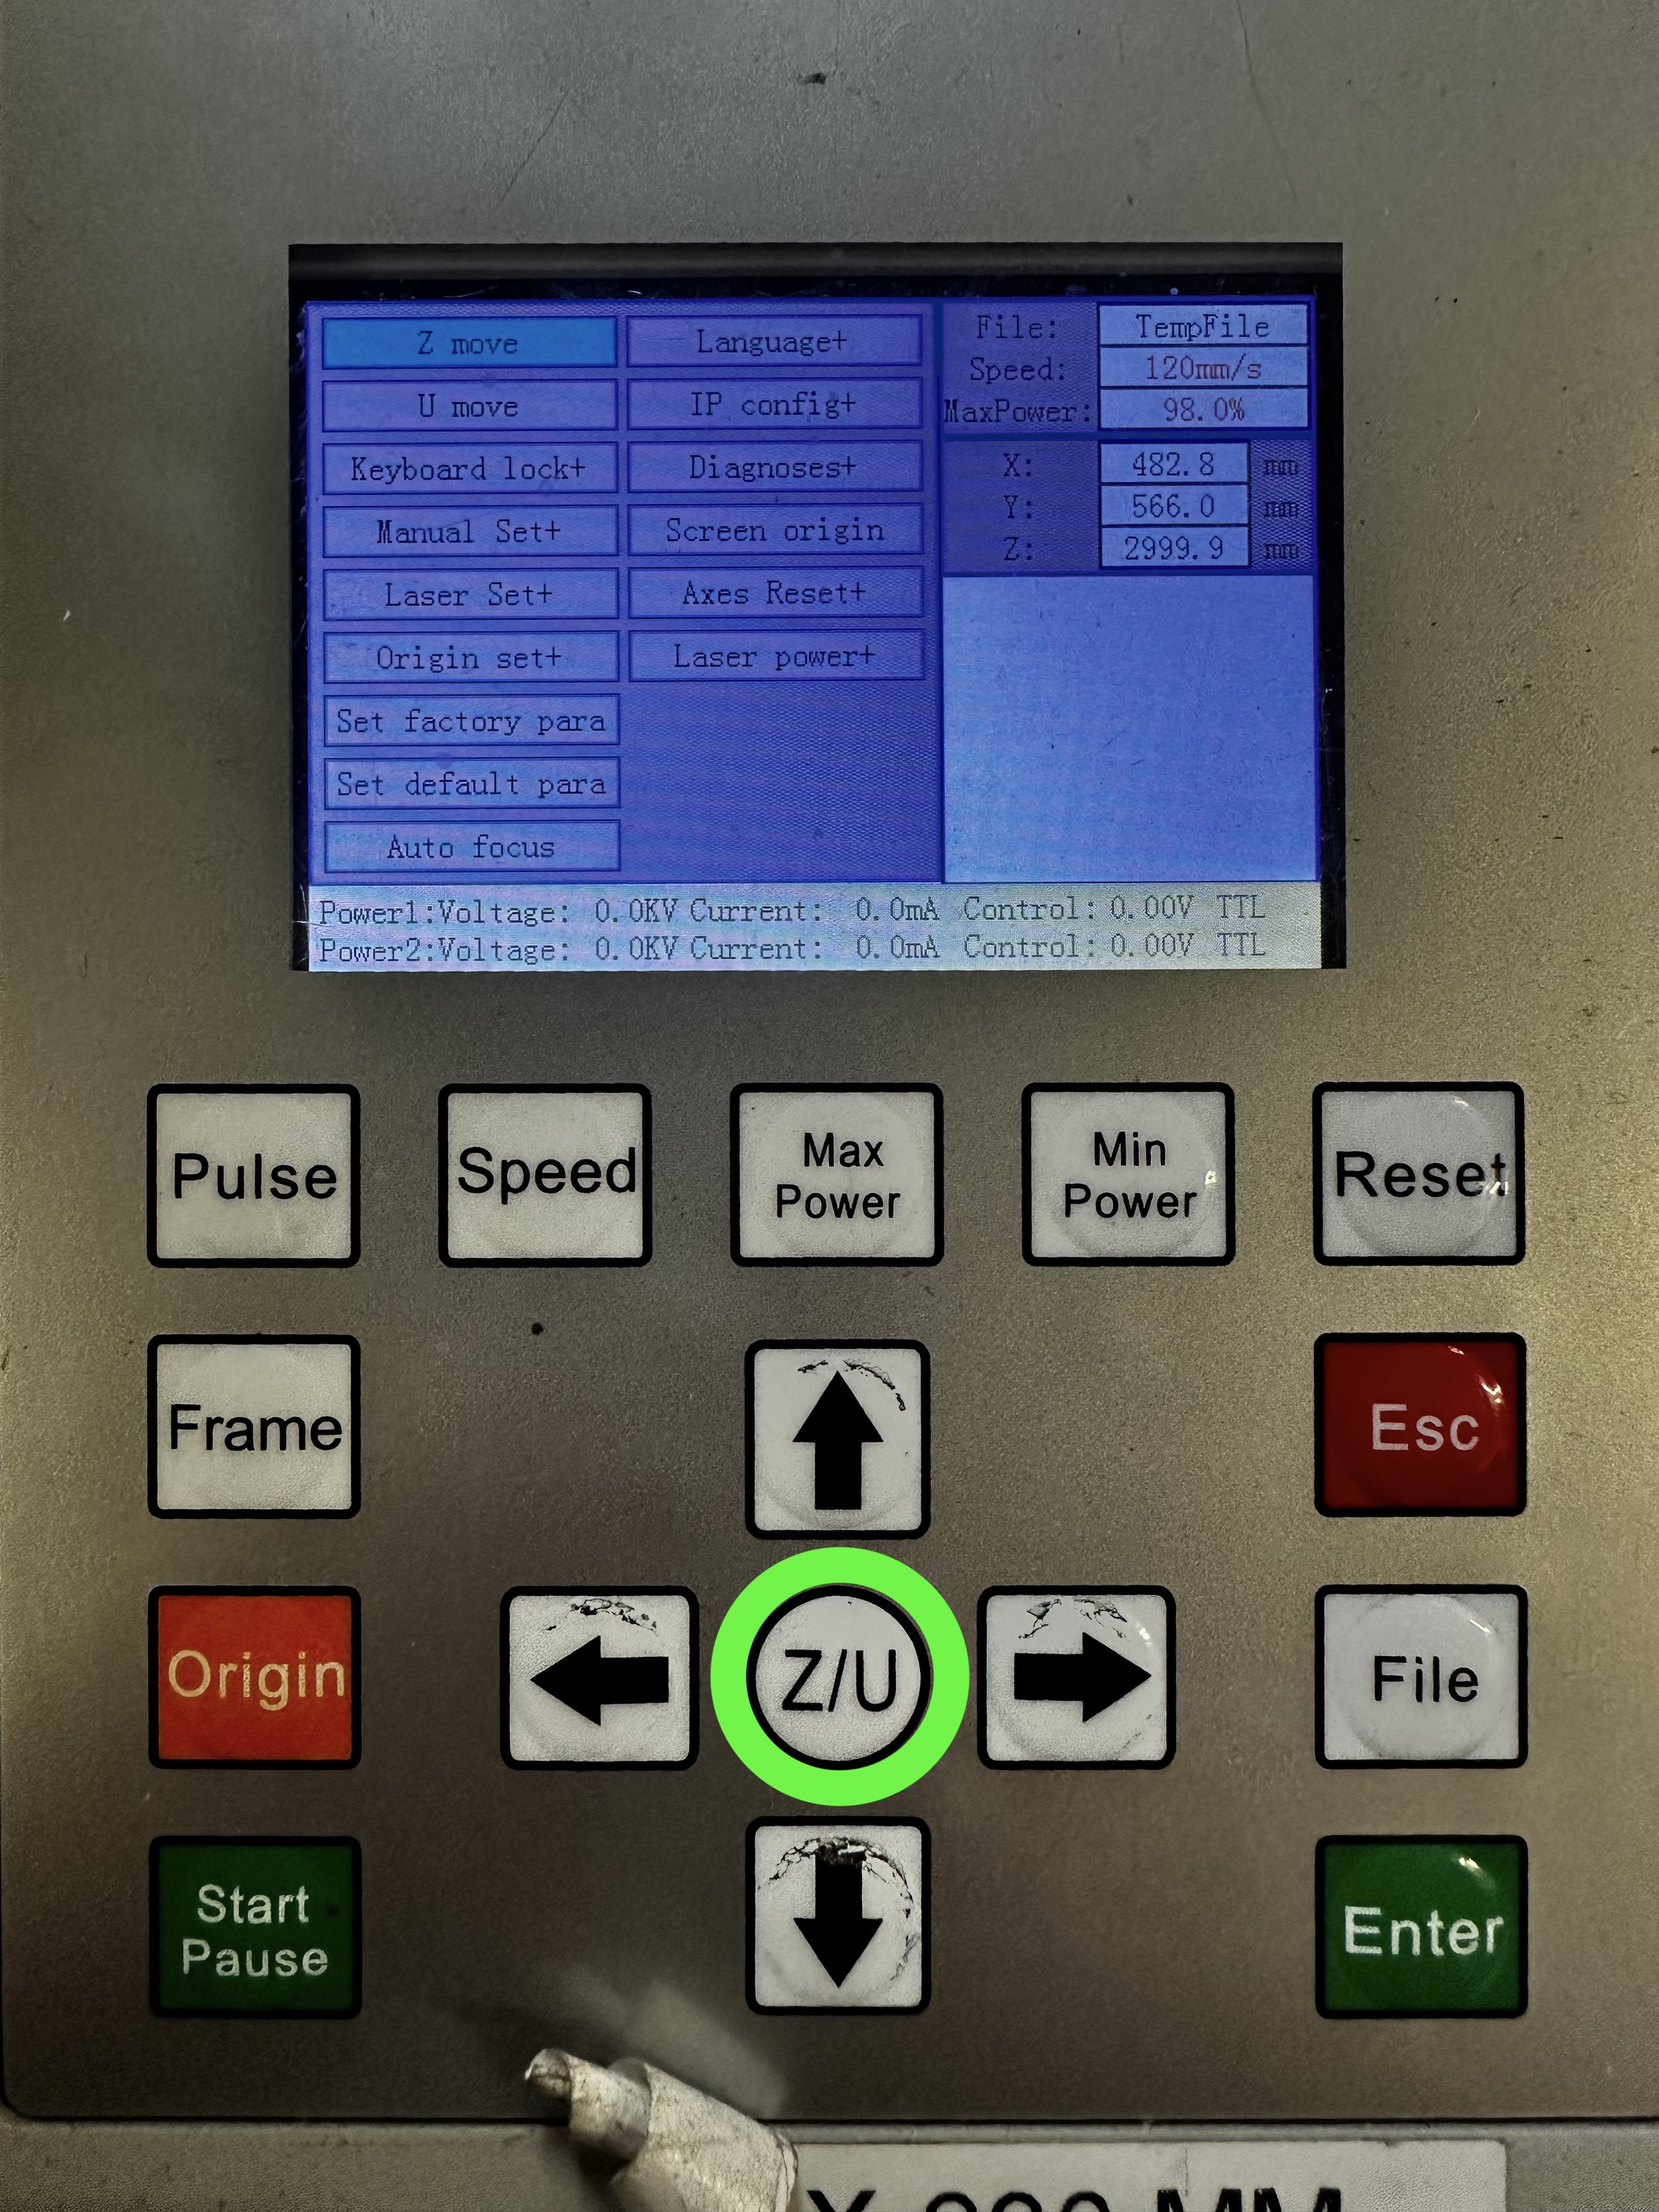 Z move
U move
Keyboard lock+
Manual Set+
Laser Set+
Origin set+
Set factory para
Set default para
Auto focus
Language+
IP config+
Diagnoses+
Screen origin
Axes Reset+
Laser power+
File: TempFile
Speed: 120mm/s
MaxPower: 98.0%
X: 482.8 mm
Y: 566.0 mm
Z: 2999.9 mm
Power1:Voltage: 0.0KV Current: 0.0mA Control: 0.00V TTL
Power2:Voltage: 0.0KV Current: 0.0mA Control: 0.00V TTL
Pulse
Speed
Max
Power
Min
Power
Reset
Frame
Esc
Origin
Z/U
File
Start
Pause
Enter